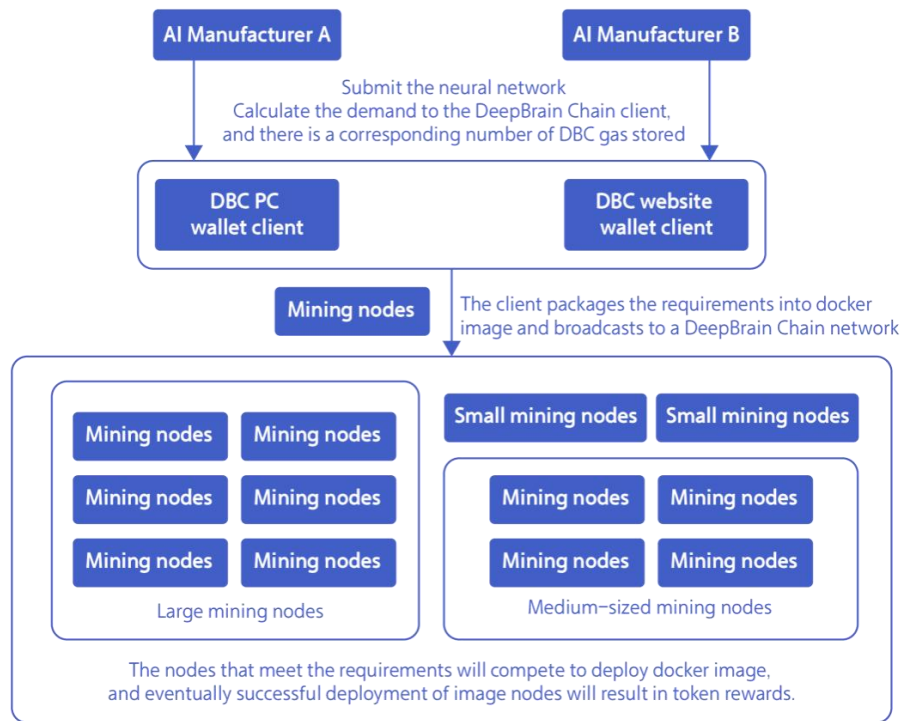 AI Manufacturer A
AI Manufacturer B
Submit the neural network
Calculate the demand to the DeepBrain Chain client,
and there is a corresponding number of DBC gas stored
DBC PC
wallet client
DBC website
wallet client
Mining nodes
The client packages the requirements into docker
image and broadcasts to a DeepBrain Chain network
Mining nodes
Mining nodes
Mining nodes
Mining nodes
Mining nodes
Mining nodes
Large mining nodes
Small mining nodes
Small mining nodes
Mining nodes
Mining nodes
Mining nodes
Mining nodes
Medium-sized mining nodes
The nodes that meet the requirements will compete to deploy docker image,
and eventually successful deployment of image nodes will result in token rewards.